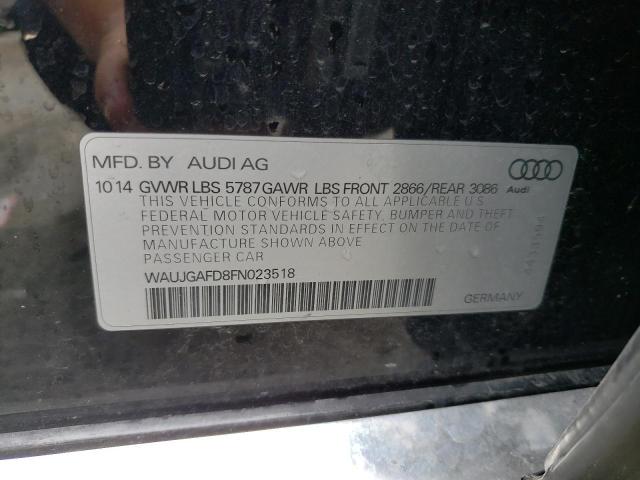 MFD. BY AUDI AG
10 14 GVWR LBS 5787 GAWR LBS FRONT 2866/REAR 3086 Audi
THIS VEHICLE CONFORMS TO ALL APPLICABLE U S
FEDERAL MOTOR VEHICLE SAFETY, BUMPER AND THEFT
PREVENTION STANDARDS IN EFFECT ON THE DATE OF
MANUFACTURE SHOWN ABOVE
PASSENGER CAR
WAUJGAFD8FN023518
GERMANY